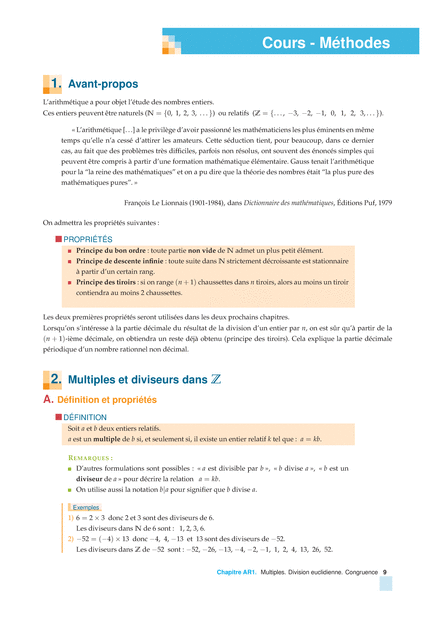 Cours - Méthodes
1. Avant-propos
L'arithmétique a pour objet l'étude des nombres entiers.
Ces entiers peuvent être naturels (ℕ = {0, 1, 2, 3, ... }) ou relatifs (ℤ = {..., −3, −2, −1, 0, 1, 2, 3, ... }).
« L'arithmétique [...] a le privilège d'avoir passionné les mathématiciens les plus éminents en même
temps qu'elle n'a cessé d'attirer les amateurs. Cette séduction tient, pour beaucoup, dans ce dernier
cas, au fait que des problèmes très difficiles, parfois non résolus, ont souvent des énoncés simples qui
peuvent être compris à partir d'une formation mathématique élémentaire. Gauss tenait l'arithmétique
pour la "reine des mathématiques" et on a pu dire que la théorie des nombres était "la plus pure des
mathématiques pures". »
François Le Lionnais (1901-1984), dans Dictionnaire des mathématiques, Éditions Puf, 1979
On admettra les propriétés suivantes :
PROPRIÉTÉS
Principe du bon ordre : toute partie non vide de ℕ admet un plus petit élément.
Principe de descente infinie : toute suite dans ℕ strictement décroissante est stationnaire
à partir d'un certain rang.
Principe des tiroirs : si on range (n + 1) chaussettes dans n tiroirs, alors au moins un tiroir
contiendra au moins 2 chaussettes.
Les deux premières propriétés seront utilisées dans les deux prochains chapitres.
Lorsqu'on s'intéresse à la partie décimale du résultat de la division d'un entier par n, on est sûr qu'à partir de la
(n + 1)-ième décimale, on obtiendra un reste déjà obtenu (principe des tiroirs). Cela explique la partie décimale
périodique d'un nombre rationnel non décimal.
2. Multiples et diviseurs dans ℤ
A. Définition et propriétés
DÉFINITION
Soit a et b deux entiers relatifs.
a est un multiple de b si, et seulement si, il existe un entier relatif k tel que : a = kb.
REMARQUES :
D'autres formulations sont possibles : « a est divisible par b », « b divise a », « b est un
diviseur de a » pour décrire la relation a = kb.
On utilise aussi la notation b|a pour signifier que b divise a.
Exemples
1) 6 = 2 × 3 donc 2 et 3 sont des diviseurs de 6.
Les diviseurs dans ℕ de 6 sont : 1, 2, 3, 6.
2) −52 = (−4) × 13 donc −4, 4, −13 et 13 sont des diviseurs de −52.
Les diviseurs dans ℤ de −52 sont : −52, −26, −13, −4, −2, −1, 1, 2, 4, 13, 26, 52.
Chapitre AR1. Multiples. Division euclidienne. Congruence 9